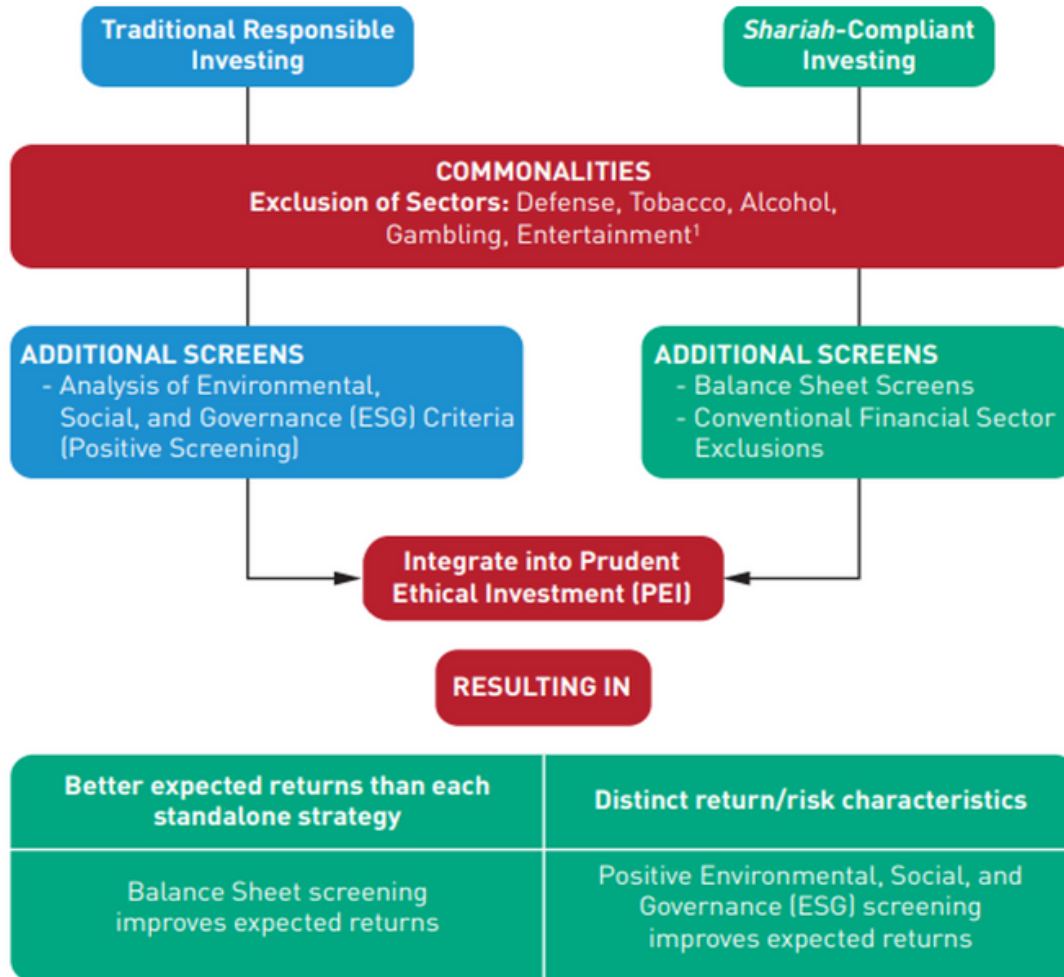 Traditional Responsible
Investing
Shariah-Compliant
Investing
COMMONALITIES
Exclusion of Sectors: Defense, Tobacco, Alcohol,
Gambling, Entertainment¹
ADDITIONAL SCREENS
- Analysis of Environmental,
Social, and Governance (ESG) Criteria
(Positive Screening)
ADDITIONAL SCREENS
- Balance Sheet Screens
- Conventional Financial Sector
Exclusions
Integrate into Prudent
Ethical Investment (PEI)
RESULTING IN
Better expected returns than each
standalone strategy
Distinct return/risk characteristics
Balance Sheet screening
improves expected returns
Positive Environmental, Social, and
Governance (ESG) screening
improves expected returns